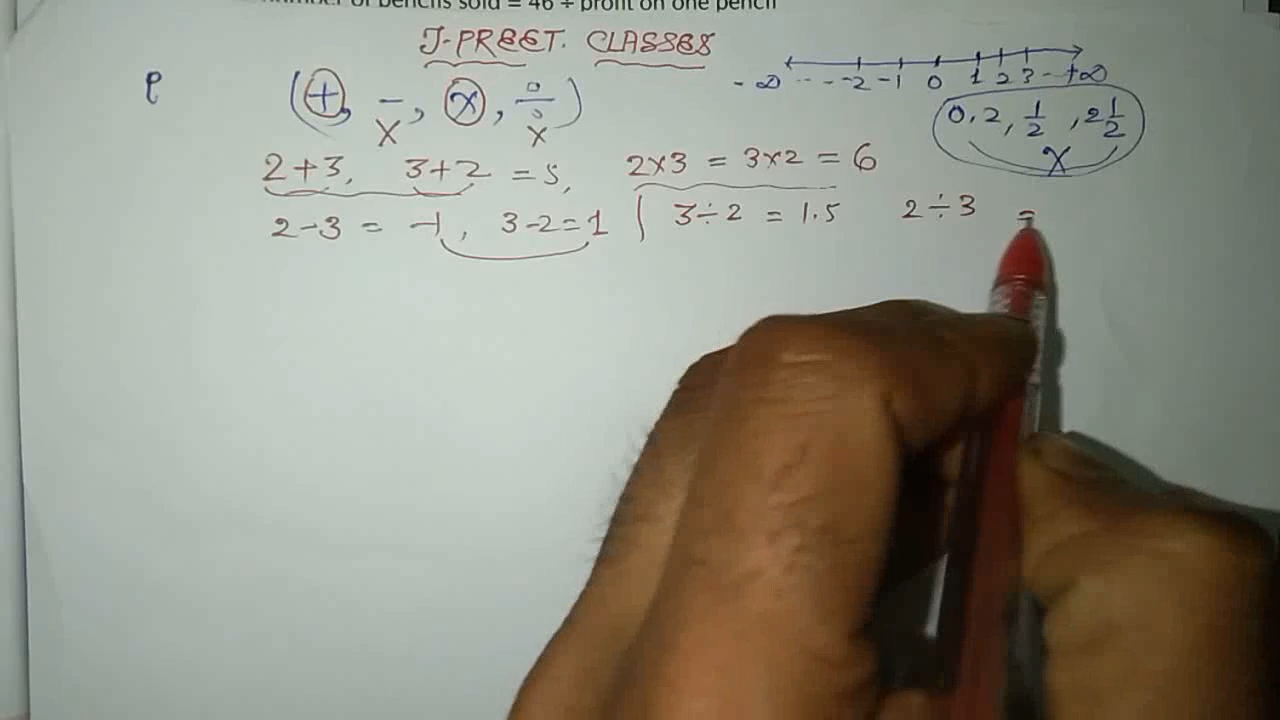 number of pencils sold = 46 ÷ profit on one pencil
J-PREET. CLASSES
(+, -, ×, ÷)
X X
2+3, 3+2 = 5,
2×3 = 3×2 = 6
2-3 = -1, 3-2=1
3÷2 = 1.5 2÷3 =
-∞ ---- -2 -1 0 1 2 3 -- +∞
0, 2, 1/2, 2 1/2
X